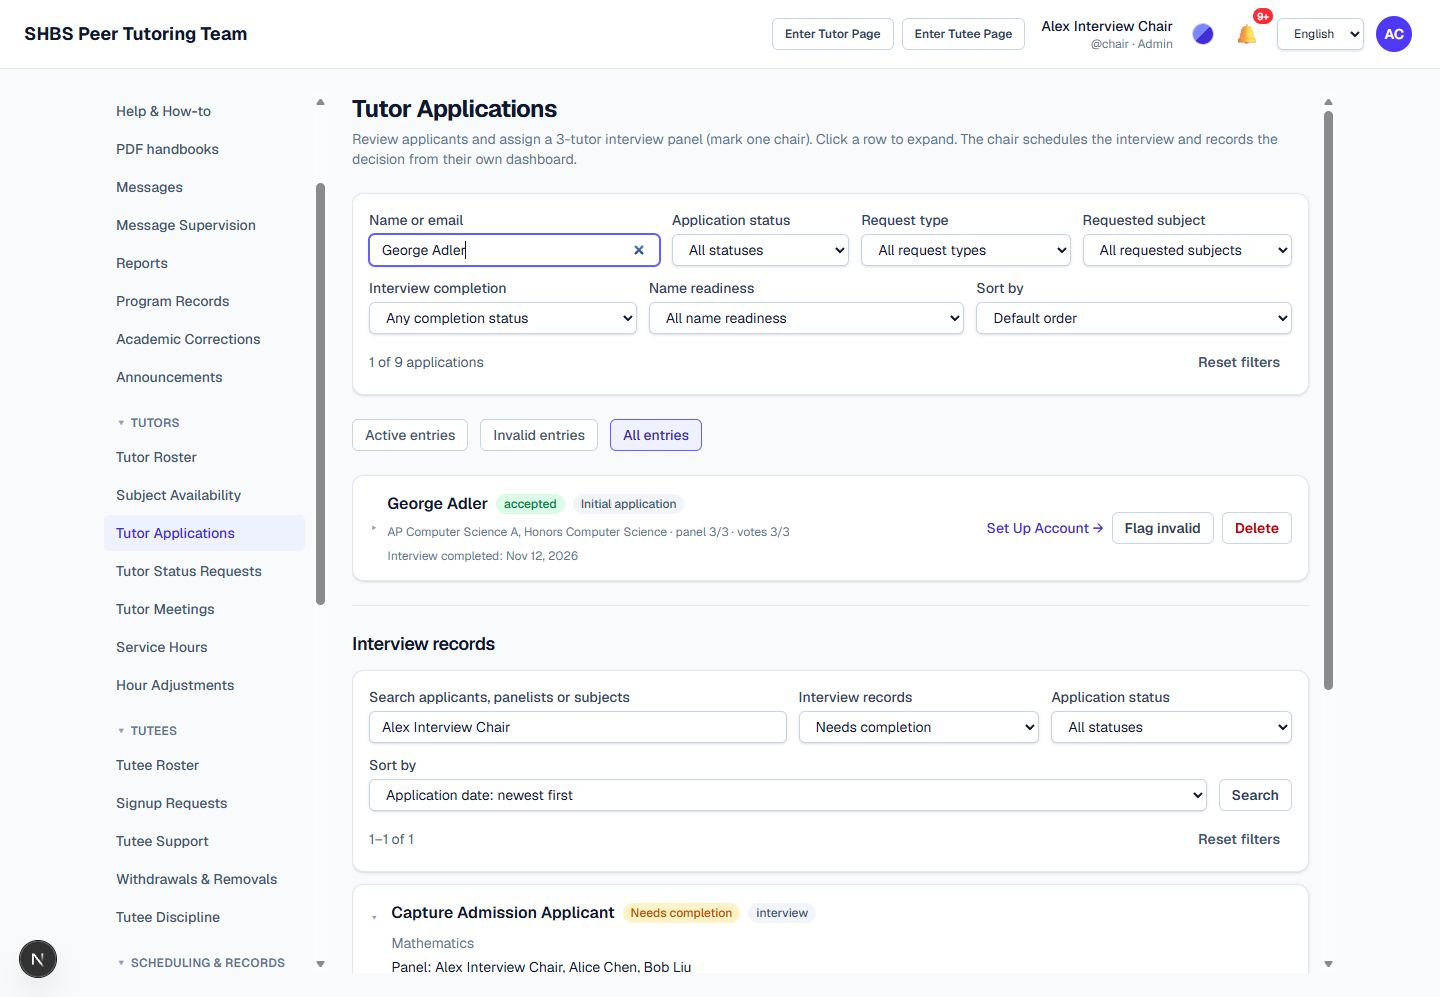 SHBS Peer Tutoring Team
Enter Tutor Page
Enter Tutee Page
Alex Interview Chair
@chair · Admin
9+
English
AC
Help & How-to
PDF handbooks
Messages
Message Supervision
Reports
Program Records
Academic Corrections
Announcements
TUTORS
Tutor Roster
Subject Availability
Tutor Applications
Tutor Status Requests
Tutor Meetings
Service Hours
Hour Adjustments
TUTEES
Tutee Roster
Signup Requests
Tutee Support
Withdrawals & Removals
Tutee Discipline
SCHEDULING & RECORDS
N
Tutor Applications
Review applicants and assign a 3-tutor interview panel (mark one chair). Click a row to expand. The chair schedules the interview and records the
decision from their own dashboard.
Name or email
Application status
Request type
Requested subject
George Adler
All statuses
All request types
All requested subjects
Interview completion
Name readiness
Sort by
Any completion status
All name readiness
Default order
1 of 9 applications
Reset filters
Active entries
Invalid entries
All entries
George Adler accepted Initial application
AP Computer Science A, Honors Computer Science · panel 3/3 · votes 3/3
Interview completed: Nov 12, 2026
Set Up Account →
Flag invalid
Delete
Interview records
Search applicants, panelists or subjects
Interview records
Application status
Alex Interview Chair
Needs completion
All statuses
Sort by
Application date: newest first
Search
1–1 of 1
Reset filters
Capture Admission Applicant Needs completion interview
Mathematics
Panel: Alex Interview Chair, Alice Chen, Bob Liu